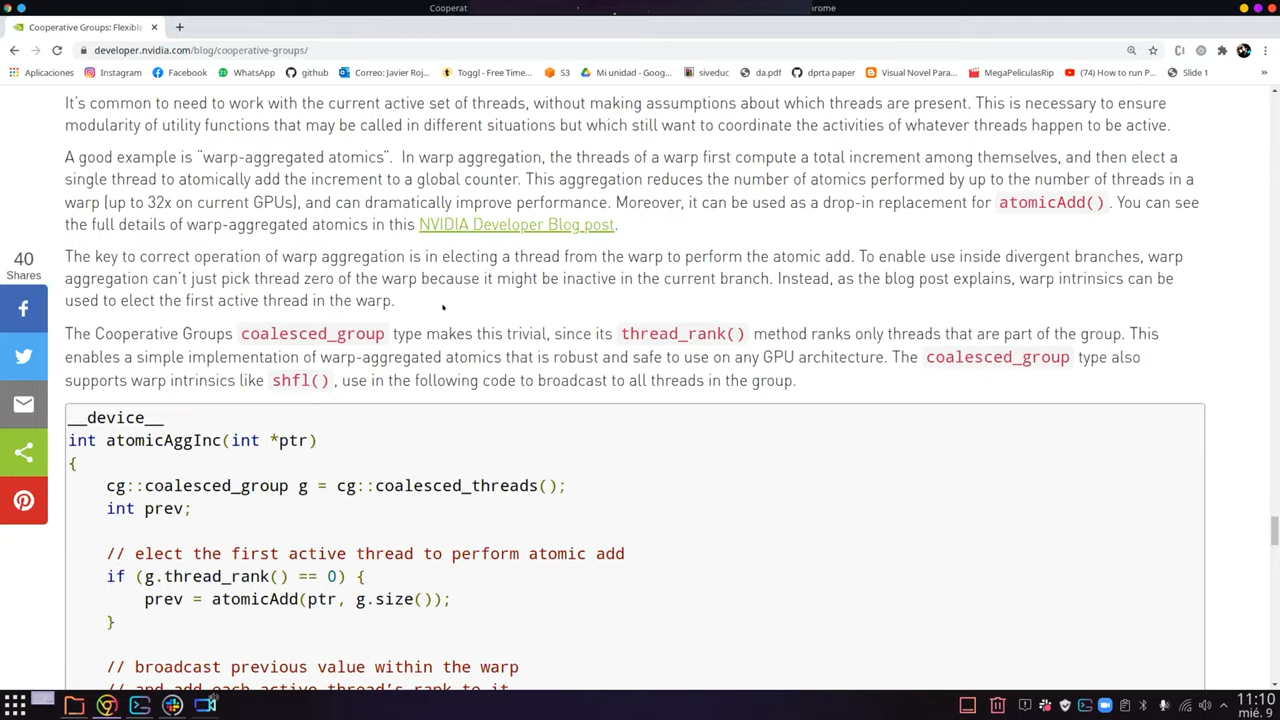 Cooperat
hrome
Cooperative Groups: Flexible
developer.nvidia.com/blog/cooperative-groups/
Aplicaciones Instagram Facebook WhatsApp github Correo: Javier Roj... Toggl - Free Time... S3 Mi unidad - Goog... siveduc da.pdf dprta paper Visual Novel Para... MegaPeliculasRip (74) How to run P... Slide 1 »
It's common to need to work with the current active set of threads, without making assumptions about which threads are present. This is necessary to ensure
modularity of utility functions that may be called in different situations but which still want to coordinate the activities of whatever threads happen to be active.
A good example is "warp-aggregated atomics". In warp aggregation, the threads of a warp first compute a total increment among themselves, and then elect a
single thread to atomically add the increment to a global counter. This aggregation reduces the number of atomics performed by up to the number of threads in a
warp (up to 32x on current GPUs), and can dramatically improve performance. Moreover, it can be used as a drop-in replacement for atomicAdd(). You can see
the full details of warp-aggregated atomics in this NVIDIA Developer Blog post.
The key to correct operation of warp aggregation is in electing a thread from the warp to perform the atomic add. To enable use inside divergent branches, warp
aggregation can't just pick thread zero of the warp because it might be inactive in the current branch. Instead, as the blog post explains, warp intrinsics can be
used to elect the first active thread in the warp.
40
Shares
The Cooperative Groups coalesced_group type makes this trivial, since its thread_rank() method ranks only threads that are part of the group. This
enables a simple implementation of warp-aggregated atomics that is robust and safe to use on any GPU architecture. The coalesced_group type also
supports warp intrinsics like shfl(), use in the following code to broadcast to all threads in the group.
__device__
int atomicAggInc(int *ptr)
{
cg::coalesced_group g = cg::coalesced_threads();
int prev;
// elect the first active thread to perform atomic add
if (g.thread_rank() == 0) {
prev = atomicAdd(ptr, g.size());
}
// broadcast previous value within the warp
// and add each active thread's rank to it
11:10
mié. 9